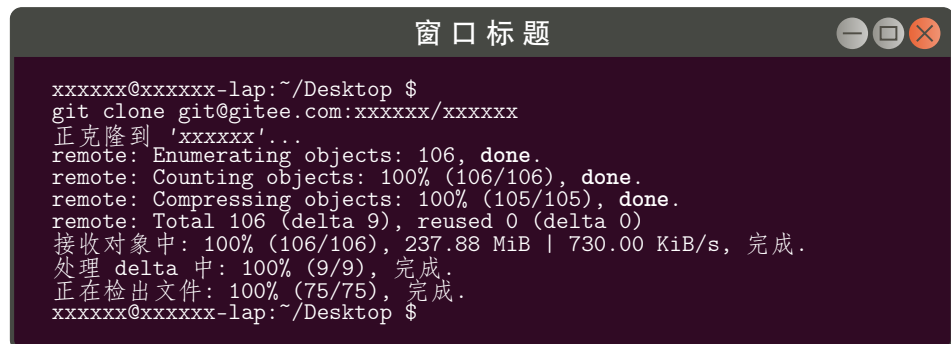 窗口标题
xxxxxx@xxxxxx-lap:~/Desktop $
git clone git@gitee.com:xxxxxx/xxxxxx
正克隆到 'xxxxxx'...
remote: Enumerating objects: 106, done.
remote: Counting objects: 100% (106/106), done.
remote: Compressing objects: 100% (105/105), done.
remote: Total 106 (delta 9), reused 0 (delta 0)
接收对象中: 100% (106/106), 237.88 MiB | 730.00 KiB/s, 完成.
处理 delta 中: 100% (9/9), 完成.
正在检出文件: 100% (75/75), 完成.
xxxxxx@xxxxxx-lap:~/Desktop $